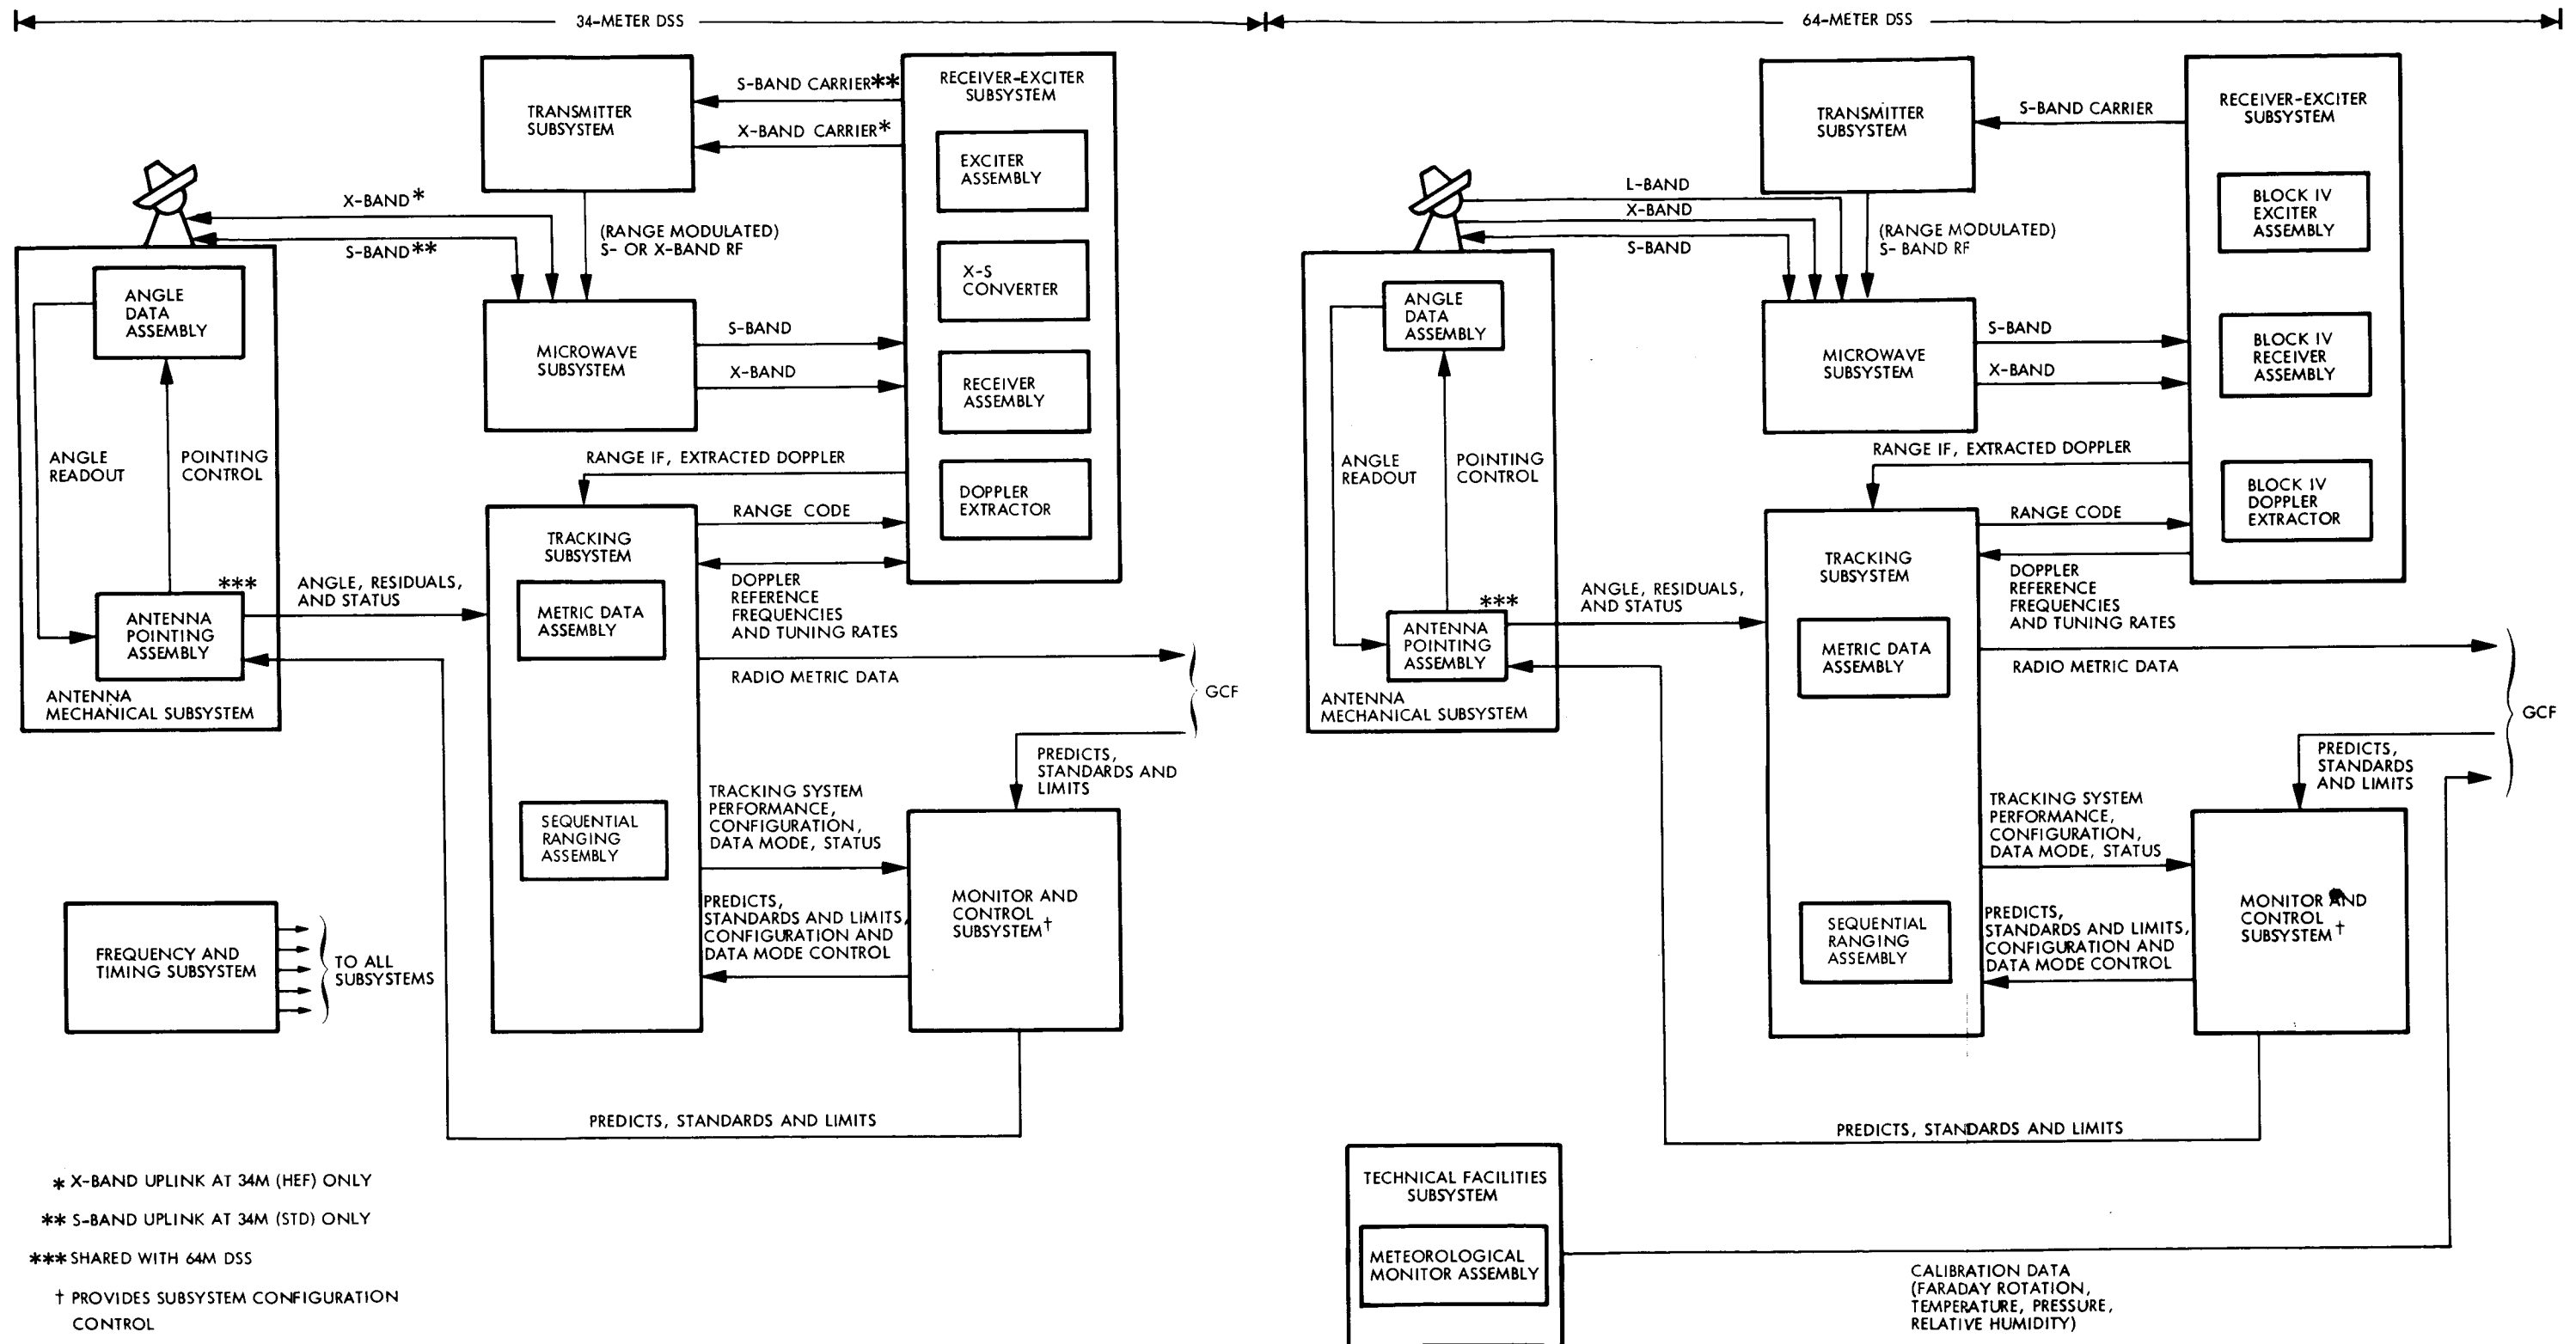 34-METER DSS
TRANSMITTER
SUBSYSTEM
S-BAND CARRIER**
X-BAND CARRIER*
RECEIVER-EXCITER
SUBSYSTEM
EXCITER
ASSEMBLY
X-S
CONVERTER
RECEIVER
ASSEMBLY
DOPPLER
EXTRACTOR
X-BAND*
S-BAND**
(RANGE MODULATED)
S- OR X-BAND RF
ANGLE
DATA
ASSEMBLY
MICROWAVE
SUBSYSTEM
S-BAND
X-BAND
ANGLE
READOUT
POINTING
CONTROL
RANGE IF, EXTRACTED DOPPLER
RANGE CODE
TRACKING
SUBSYSTEM
***
ANGLE, RESIDUALS,
AND STATUS
ANTENNA
POINTING
ASSEMBLY
METRIC DATA
ASSEMBLY
DOPPLER
REFERENCE
FREQUENCIES
AND TUNING RATES
RADIO METRIC DATA
GCF
ANTENNA
MECHANICAL SUBSYSTEM
PREDICTS,
STANDARDS AND
LIMITS
TRACKING SYSTEM
PERFORMANCE,
CONFIGURATION,
DATA MODE, STATUS
SEQUENTIAL
RANGING
ASSEMBLY
MONITOR AND
CONTROL
SUBSYSTEM†
PREDICTS,
STANDARDS AND LIMITS,
CONFIGURATION AND
DATA MODE CONTROL
FREQUENCY AND
TIMING SUBSYSTEM
TO ALL
SUBSYSTEMS
PREDICTS, STANDARDS AND LIMITS
* X-BAND UPLINK AT 34M (HEF) ONLY
** S-BAND UPLINK AT 34M (STD) ONLY
*** SHARED WITH 64M DSS
† PROVIDES SUBSYSTEM CONFIGURATION
CONTROL
64-METER DSS
TRANSMITTER
SUBSYSTEM
S-BAND CARRIER
RECEIVER-EXCITER
SUBSYSTEM
BLOCK IV
EXCITER
ASSEMBLY
BLOCK IV
RECEIVER
ASSEMBLY
BLOCK IV
DOPPLER
EXTRACTOR
L-BAND
X-BAND
S-BAND
(RANGE MODULATED)
S- BAND RF
ANGLE
DATA
ASSEMBLY
MICROWAVE
SUBSYSTEM
S-BAND
X-BAND
ANGLE
READOUT
POINTING
CONTROL
RANGE IF, EXTRACTED DOPPLER
RANGE CODE
TRACKING
SUBSYSTEM
***
ANGLE, RESIDUALS,
AND STATUS
ANTENNA
POINTING
ASSEMBLY
METRIC DATA
ASSEMBLY
DOPPLER
REFERENCE
FREQUENCIES
AND TUNING RATES
RADIO METRIC DATA
GCF
ANTENNA
MECHANICAL SUBSYSTEM
PREDICTS,
STANDARDS
AND LIMITS
TRACKING SYSTEM
PERFORMANCE,
CONFIGURATION,
DATA MODE, STATUS
SEQUENTIAL
RANGING
ASSEMBLY
MONITOR AND
CONTROL
SUBSYSTEM†
PREDICTS,
STANDARDS AND LIMITS,
CONFIGURATION AND
DATA MODE CONTROL
PREDICTS, STANDARDS AND LIMITS
TECHNICAL FACILITIES
SUBSYSTEM
METEOROLOGICAL
MONITOR ASSEMBLY
CALIBRATION DATA
(FARADAY ROTATION,
TEMPERATURE, PRESSURE,
RELATIVE HUMIDITY)